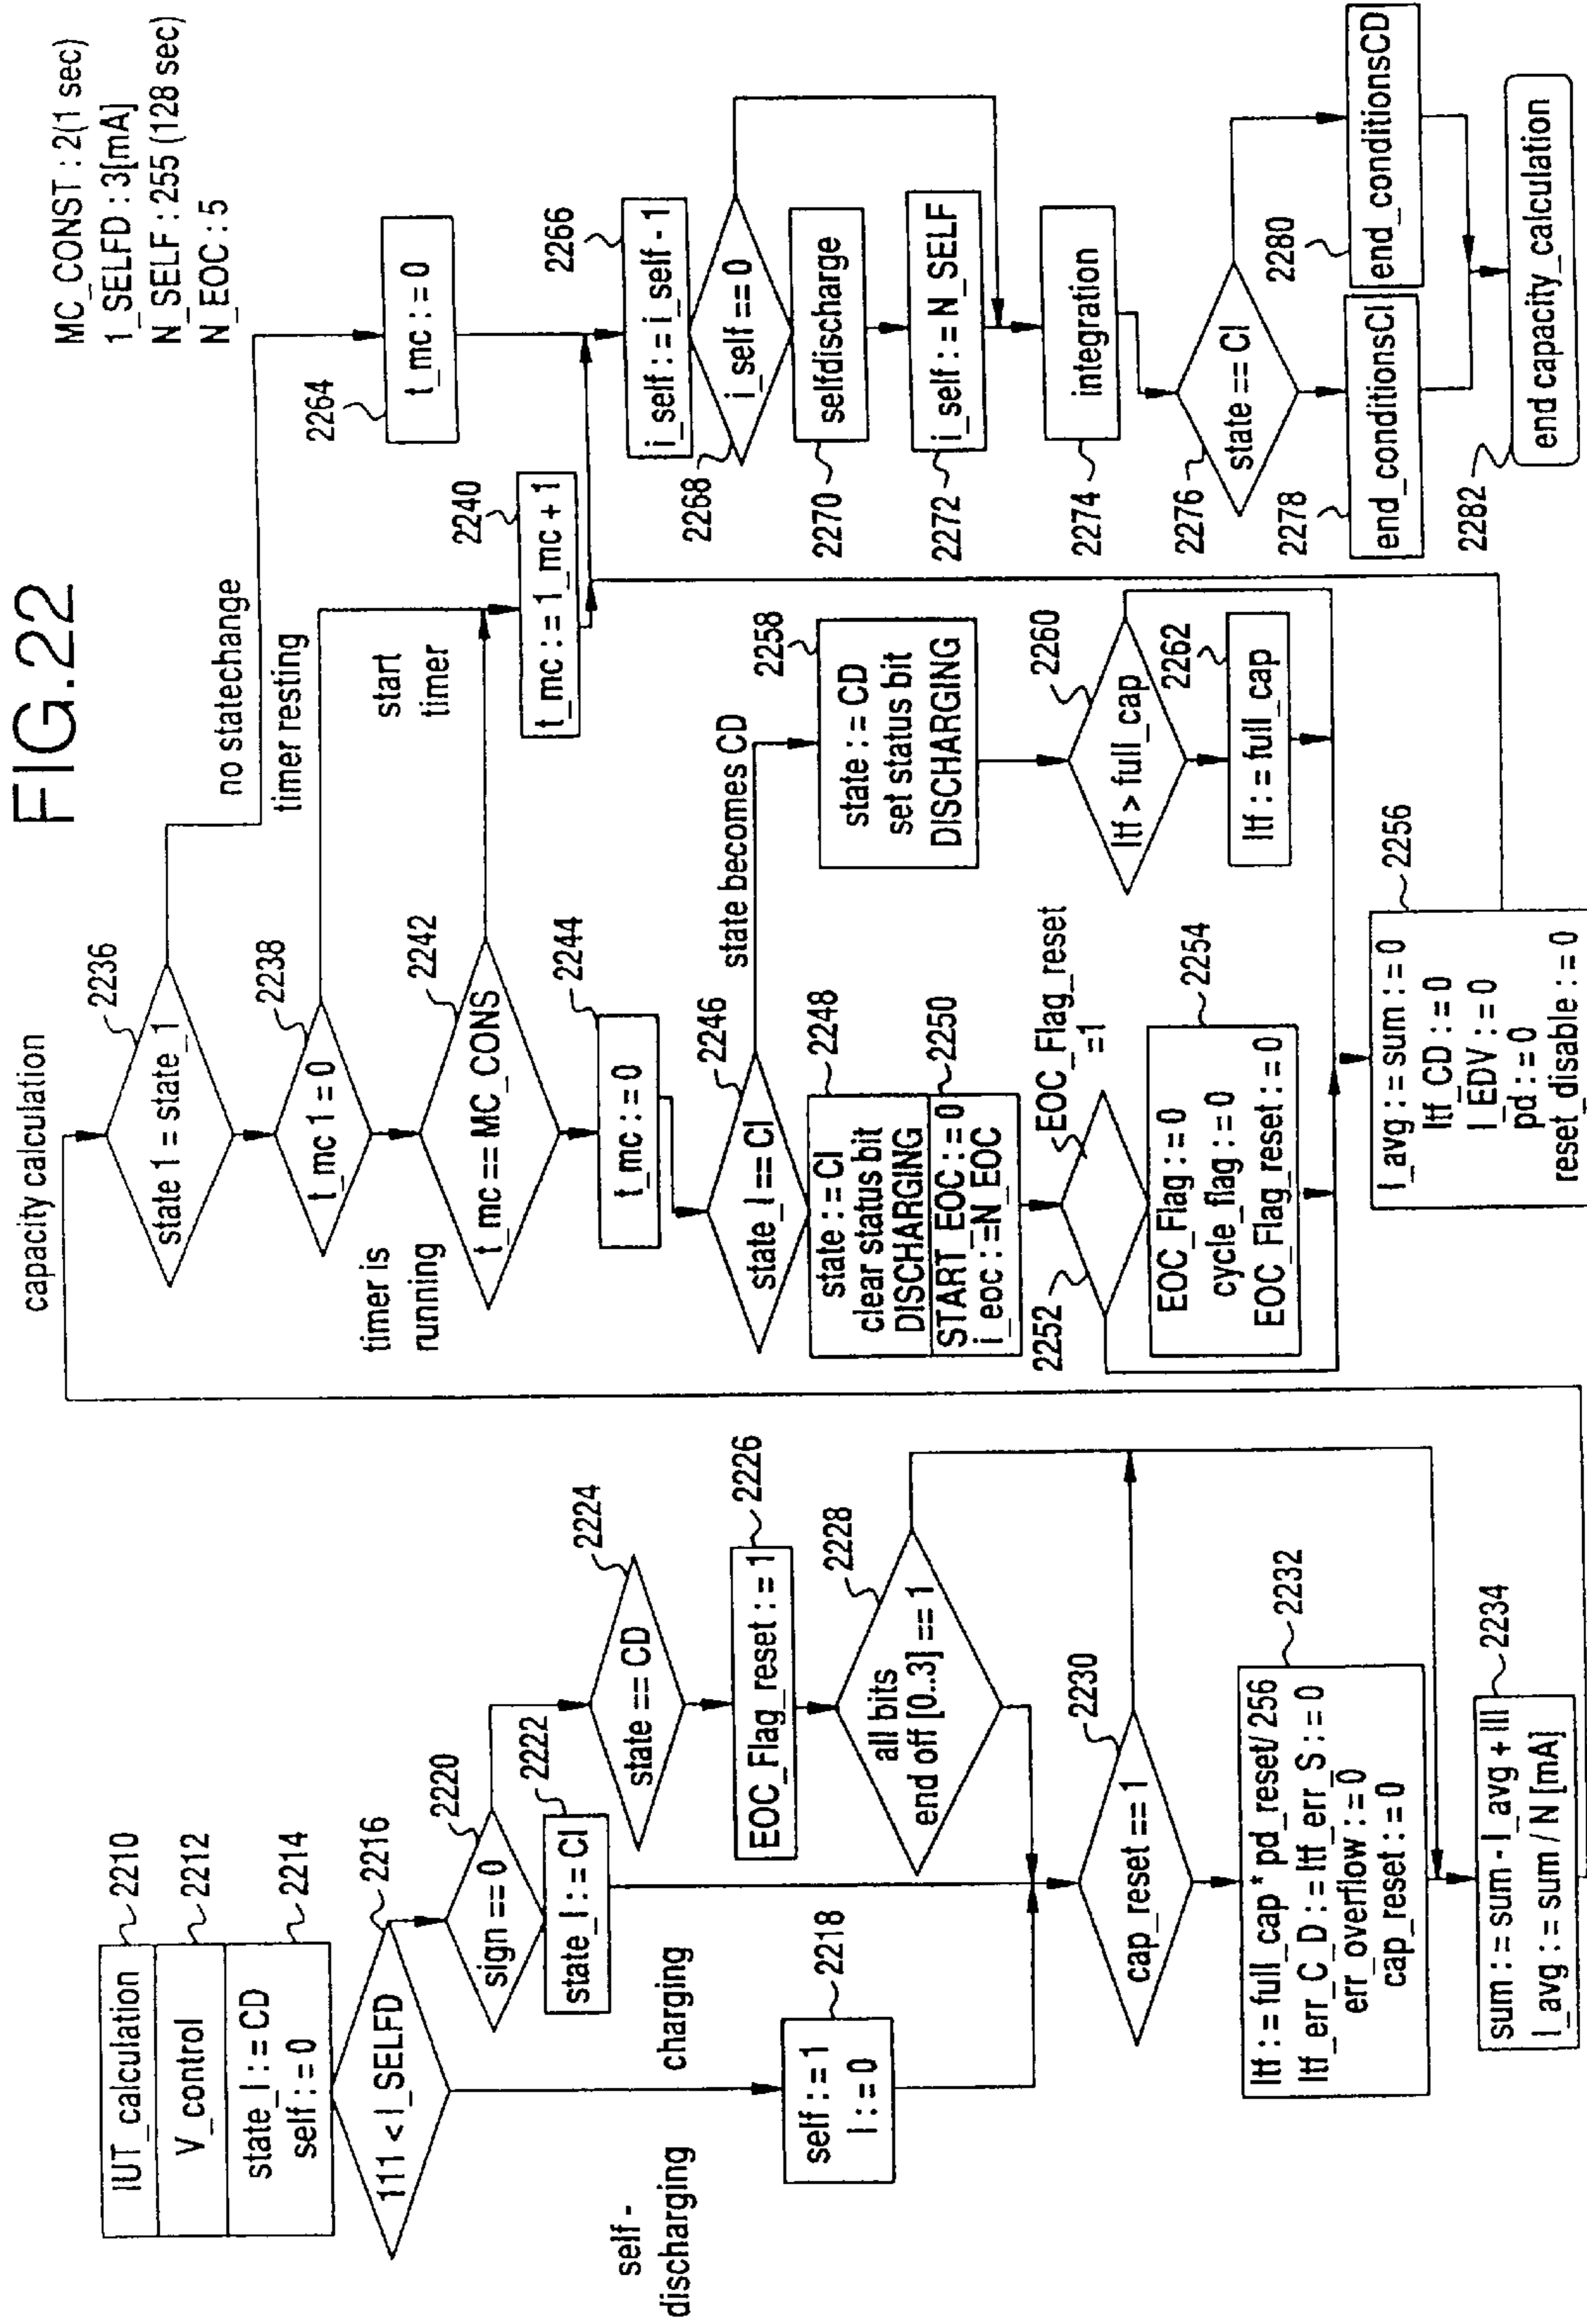 FIG.22
MC_CONST : 2(1 sec)
1_SELFD : 3[mA]
N_SELF : 255 (128 sec)
N_EOC : 5
IUT_calculation
2210
V_control
2212
state_I := CD
self := 0
2214
111 < I_SELFD
2216
self -
discharging
charging
self := 1
I := 0
2218
sign == 0
2220
state_I := CI
2222
state == CD
2224
EOC_Flag_reset := 1
2226
all bits
end off [0..3] == 1
2228
cap_reset == 1
2230
ltf := full_cap * pd_reset/ 256
ltf_err_C_D := ltf_err_S := 0
err_overflow := 0
cap_reset := 0
2232
sum := sum - I_avg + III
I_avg := sum / N [mA]
2234
capacity calculation
state 1 = state_1
2236
no statechange
t_mc 1 = 0
2238
timer resting
timer is
running
t_mc == MC_CONS
2242
start
timer
t_mc := 1_mc + 1
2240
t_mc := 0
2244
state_I == CI
2246
state becomes CD
state := CI
clear status bit
DISCHARGING
2248
START_EOC := 0
i_eoc := N_EOC
2250
2252
EOC_Flag_reset
=1
EOC_Flag := 0
cycle_flag := 0
EOC_Flag_reset := 0
2254
state := CD
set status bit
DISCHARGING
2258
ltf > full_cap
2260
ltf := full_cap
2262
I_avg := sum := 0
ltf_CD := 0
I_EDV := 0
pd := 0
reset_disable := 0
2256
t_mc := 0
2264
i_self := i_self - 1
2266
i_self == 0
2268
selfdischarge
2270
i_self := N_SELF
2272
integration
2274
state == CI
2276
end_conditionsCI
2278
end_conditionsCD
2280
end capacity_calculation
2282